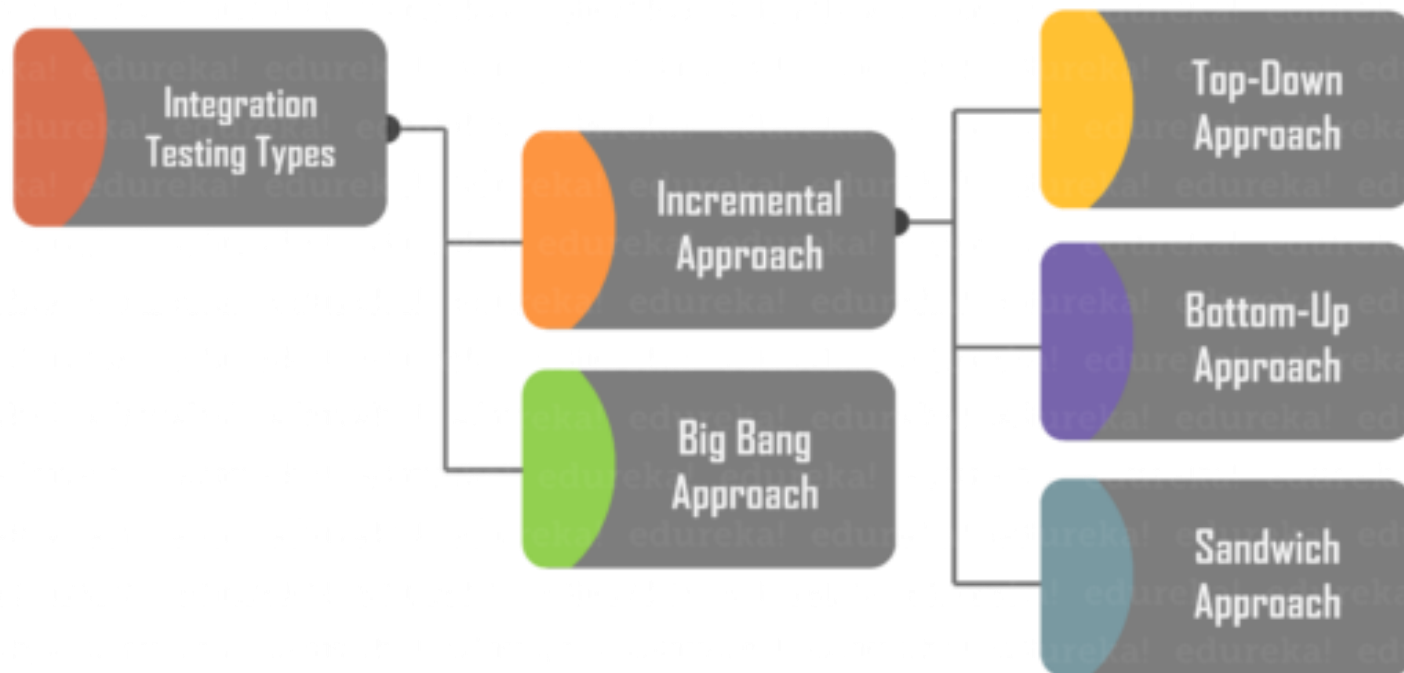 Integration
Testing Types
Incremental
Approach
Big Bang
Approach
Top-Down
Approach
Bottom-Up
Approach
Sandwich
Approach